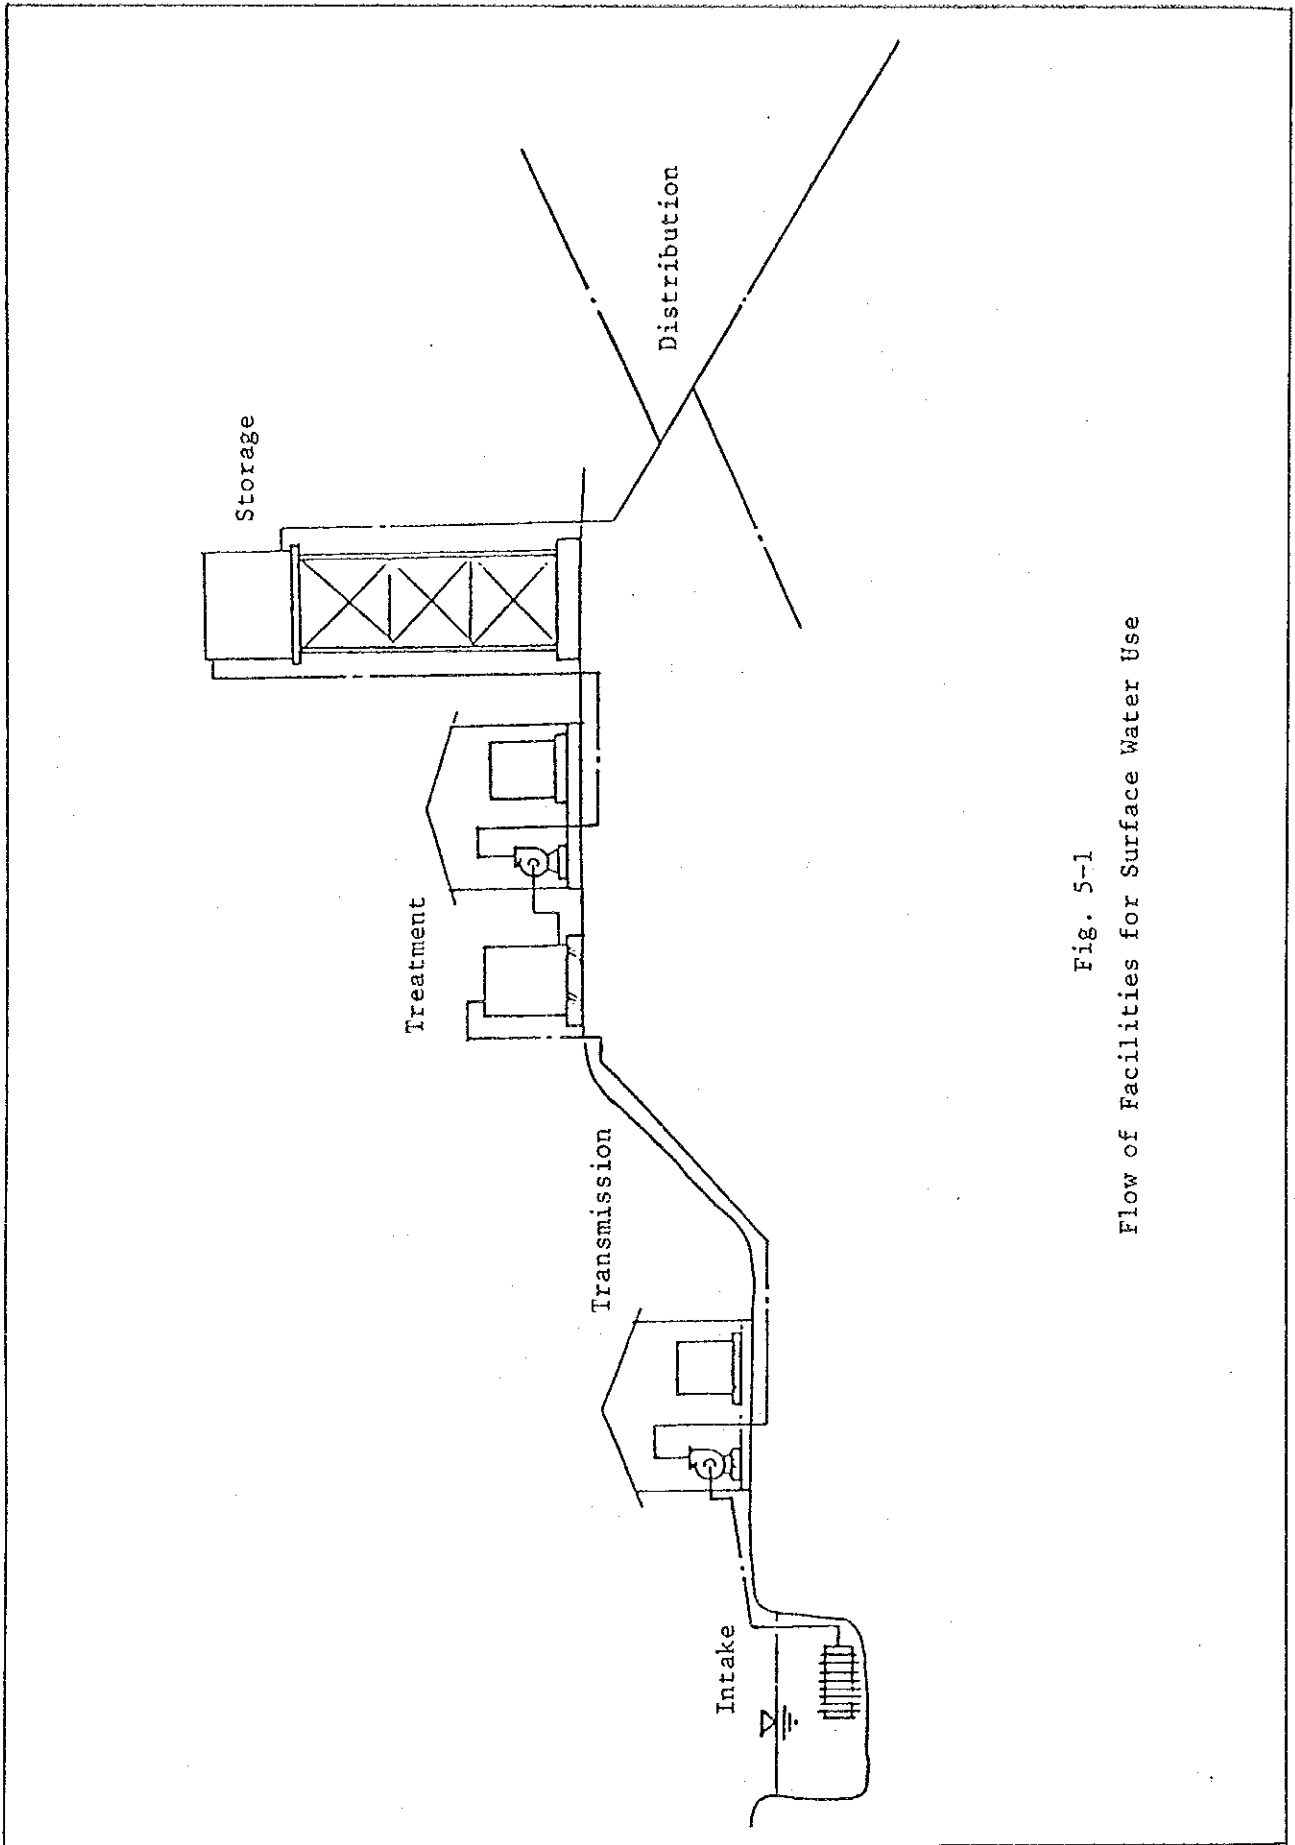 Intake
Transmission
Treatment
Storage
Distribution
Fig. 5-1
Flow of Facilities for Surface Water Use